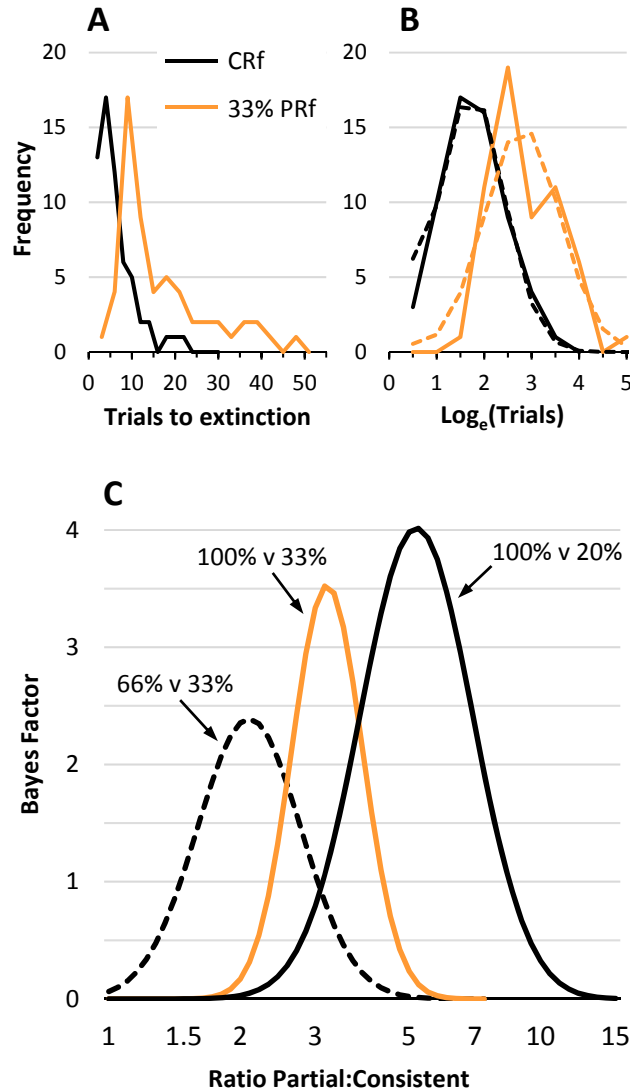 A
B
CRf
33% PRf
Frequency
20
15
10
5
0
0 10 20 30 40 50
Trials to extinction
20
15
10
5
0
0 1 2 3 4 5
Logₑ(Trials)
C
100% v 33%
100% v 20%
66% v 33%
Bayes Factor
4
3
2
1
0
1 1.5 2 3 5 7 10 15
Ratio Partial:Consistent